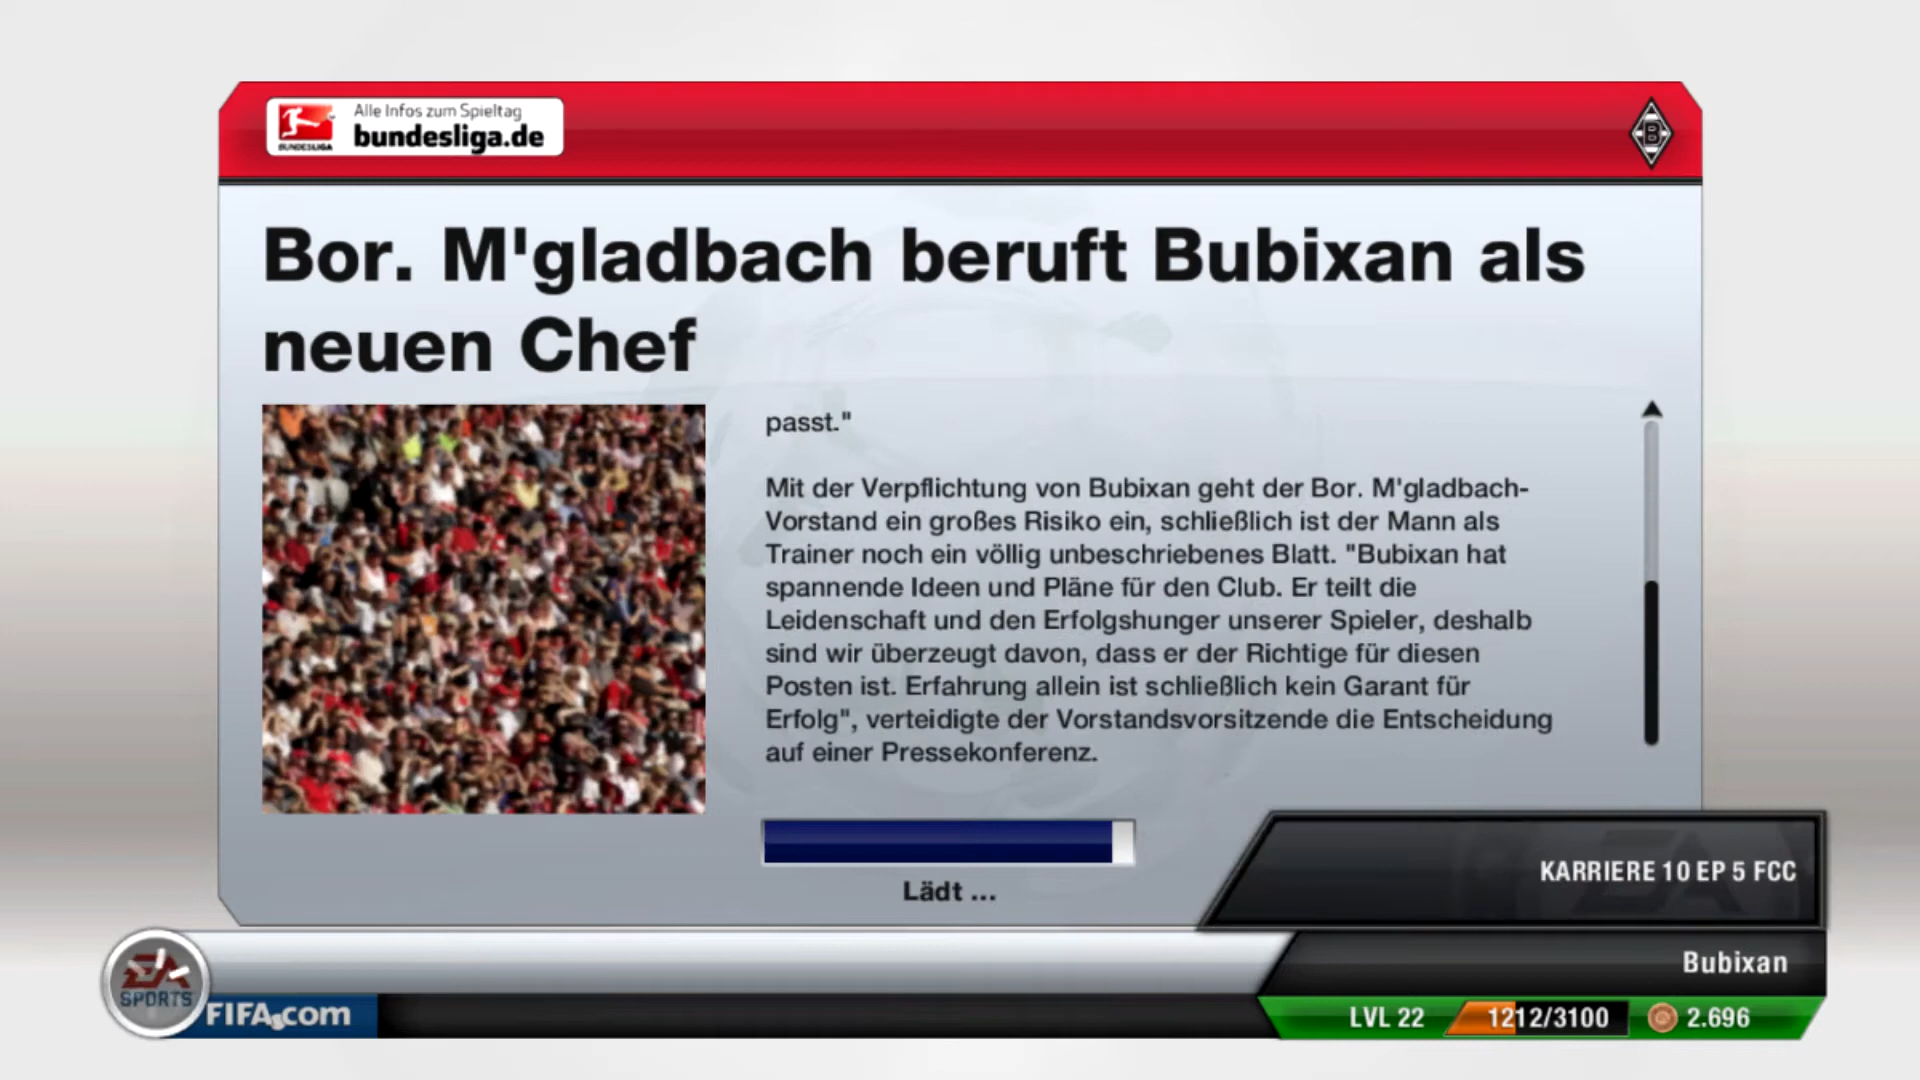 BUNDESLIGA
Alle Infos zum Spieltag
bundesliga.de
B
Bor. M'gladbach beruft Bubixan als
neuen Chef
passt."
Mit der Verpflichtung von Bubixan geht der Bor. M'gladbach-
Vorstand ein großes Risiko ein, schließlich ist der Mann als
Trainer noch ein völlig unbeschriebenes Blatt. "Bubixan hat
spannende Ideen und Pläne für den Club. Er teilt die
Leidenschaft und den Erfolgshunger unserer Spieler, deshalb
sind wir überzeugt davon, dass er der Richtige für diesen
Posten ist. Erfahrung allein ist schließlich kein Garant für
Erfolg", verteidigte der Vorstandsvorsitzende die Entscheidung
auf einer Pressekonferenz.
Lädt ...
KARRIERE 10 EP 5 FCC
Bubixan
EA
SPORTS
FIFA.com
LVL 22
1212/3100
2.696